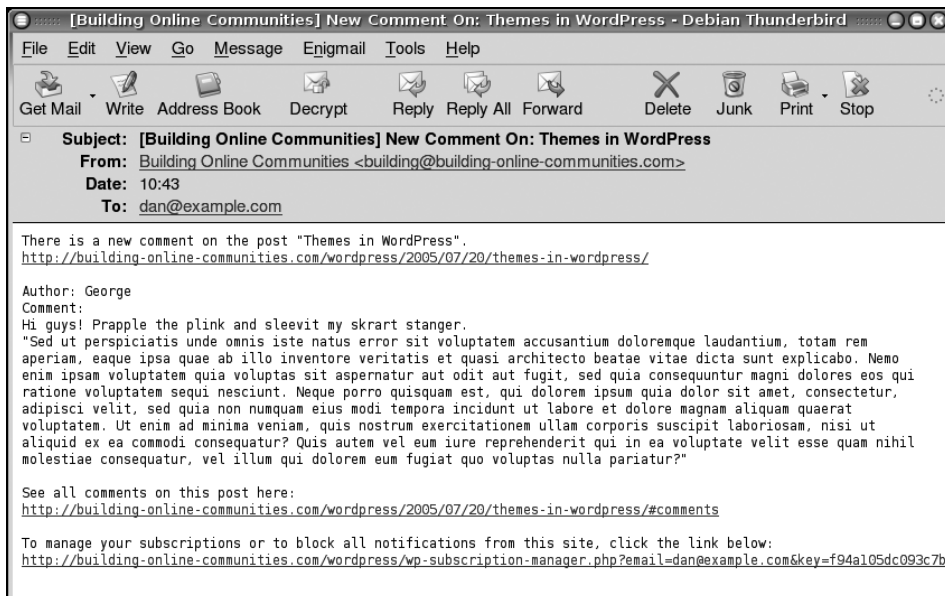 [Building Online Communities] New Comment On: Themes in WordPress - Debian Thunderbird
File Edit View Go Message Enigmail Tools Help
Get Mail Write Address Book Decrypt Reply Reply All Forward Delete Junk Print Stop
Subject: [Building Online Communities] New Comment On: Themes in WordPress
From: Building Online Communities <building@building-online-communities.com>
Date: 10:43
To: dan@example.com
There is a new comment on the post "Themes in WordPress".
http://building-online-communities.com/wordpress/2005/07/20/themes-in-wordpress/
Author: George
Comment:
Hi guys! Prapple the plink and sleevit my skrart stanger.
"Sed ut perspiciatis unde omnis iste natus error sit voluptatem accusantium doloremque laudantium, totam rem
aperiam, eaque ipsa quae ab illo inventore veritatis et quasi architecto beatae vitae dicta sunt explicabo. Nemo
enim ipsam voluptatem quia voluptas sit aspernatur aut odit aut fugit, sed quia consequuntur magni dolores eos qui
ratione voluptatem sequi nesciunt. Neque porro quisquam est, qui dolorem ipsum quia dolor sit amet, consectetur,
adipisci velit, sed quia non numquam eius modi tempora incidunt ut labore et dolore magnam aliquam quaerat
voluptatem. Ut enim ad minima veniam, quis nostrum exercitationem ullam corporis suscipit laboriosam, nisi ut
aliquid ex ea commodi consequatur? Quis autem vel eum iure reprehenderit qui in ea voluptate velit esse quam nihil
molestiae consequatur, vel illum qui dolorem eum fugiat quo voluptas nulla pariatur?"
See all comments on this post here:
http://building-online-communities.com/wordpress/2005/07/20/themes-in-wordpress/#comments
To manage your subscriptions or to block all notifications from this site, click the link below:
http://building-online-communities.com/wordpress/wp-subscription-manager.php?email=dan@example.com&key=f94a105dc093c7b